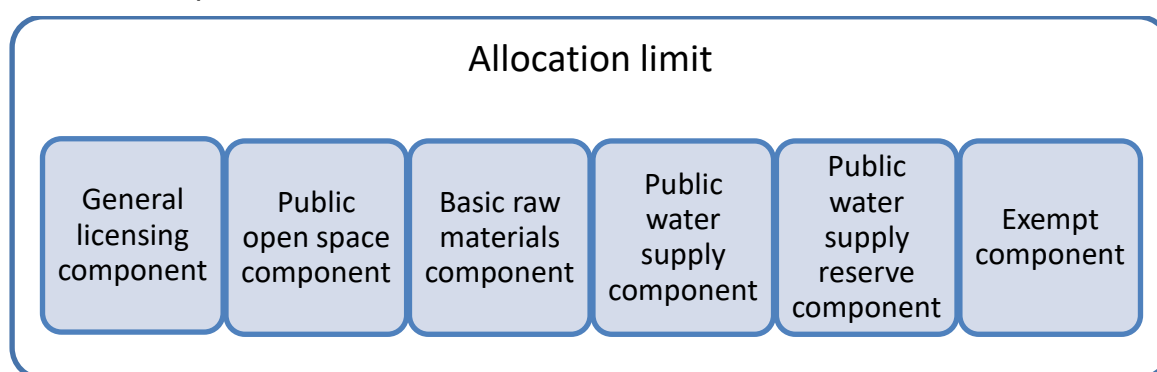 Allocation limit
General
licensing
component
Public
open space
component
Basic raw
materials
component
Public
water
supply
component
Public
water
supply
reserve
component
Exempt
component